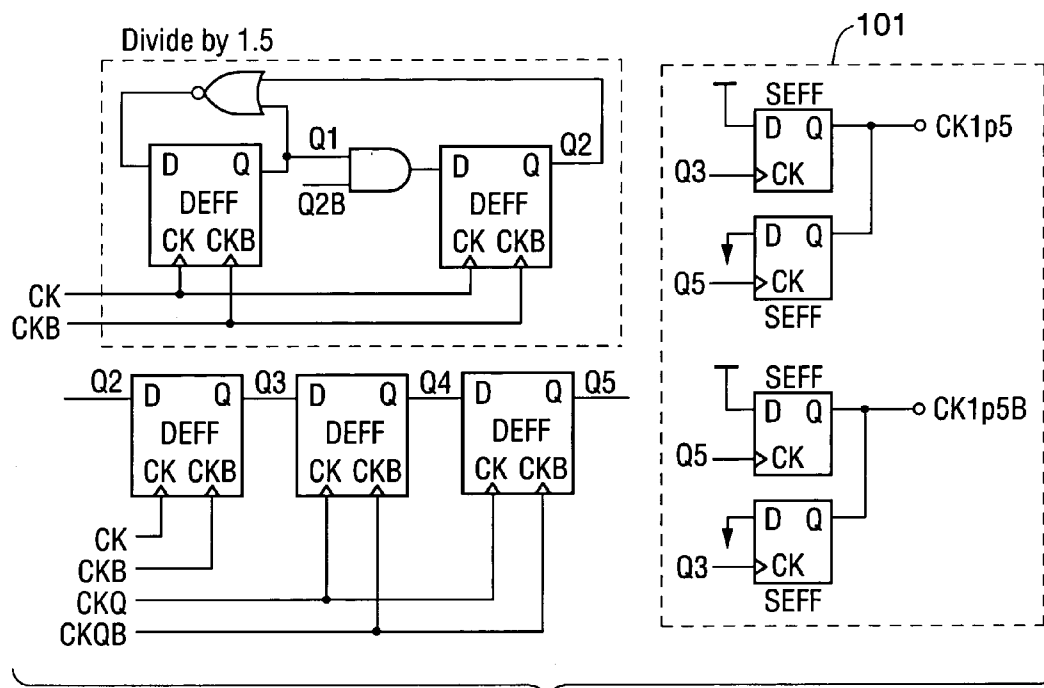 Divide by 1.5
101
Q1
Q2
Q2B
D Q
DEFF
CK CKB
D Q
DEFF
CK CKB
CK
CKB
Q2
D Q
DEFF
CK CKB
Q3
D Q
DEFF
CK CKB
Q4
D Q
DEFF
CK CKB
Q5
CK
CKB
CKQ
CKQB
SEFF
D Q
CK1p5
Q3
CK
D Q
Q5
CK
SEFF
SEFF
D Q
CK1p5B
Q5
CK
D Q
Q3
CK
SEFF